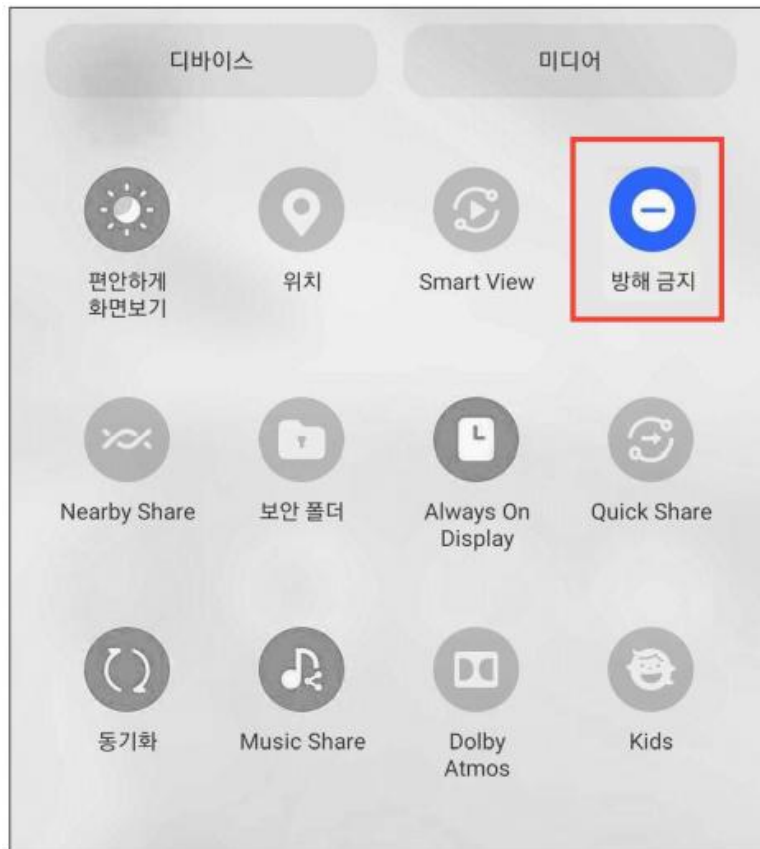 디바이스
미디어
편안하게
화면보기
위치
Smart View
방해 금지
Nearby Share
보안 폴더
Always On
Display
Quick Share
동기화
Music Share
Dolby
Atmos
Kids